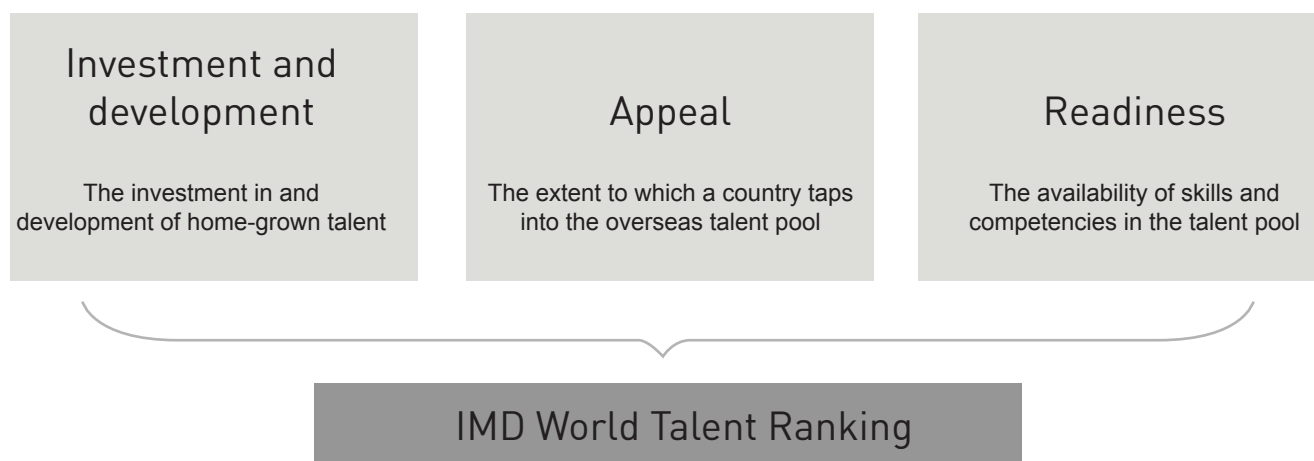 Investment and
development
The investment in and
development of home-grown talent
Appeal
The extent to which a country taps
into the overseas talent pool
Readiness
The availability of skills and
competencies in the talent pool
IMD World Talent Ranking